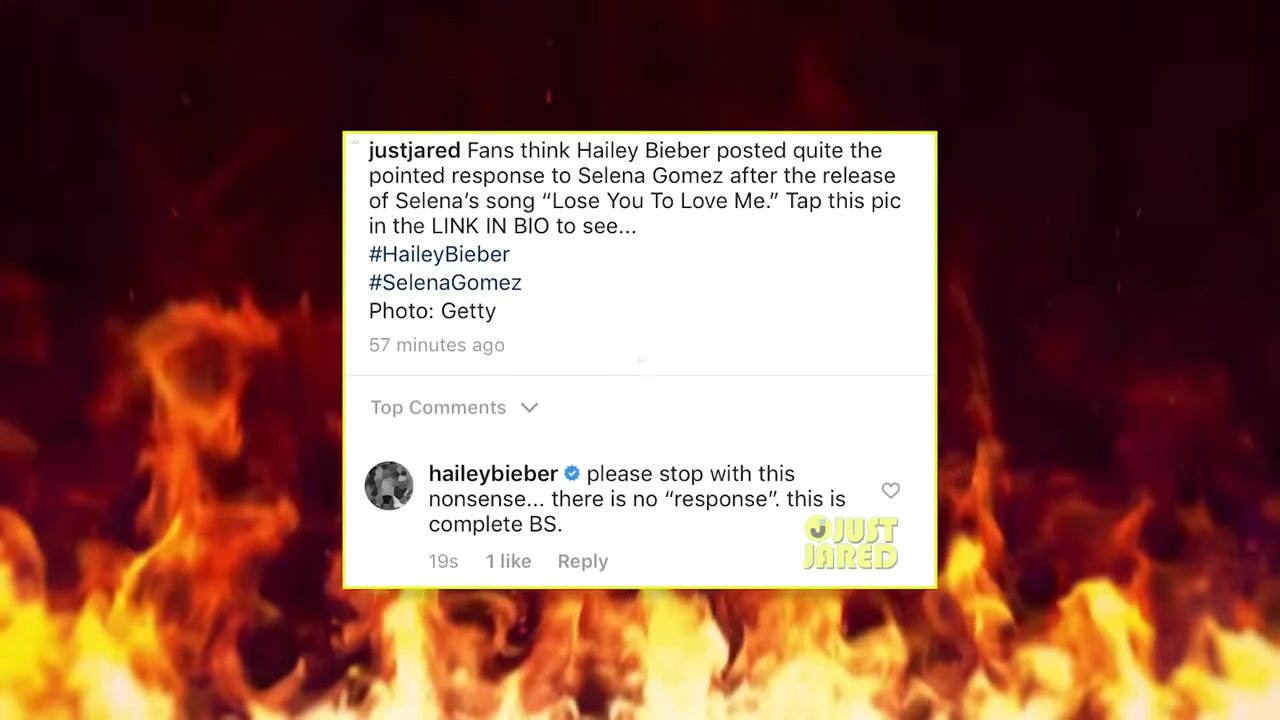 justjared Fans think Hailey Bieber posted quite the
pointed response to Selena Gomez after the release
of Selena’s song “Lose You To Love Me.” Tap this pic
in the LINK IN BIO to see...
#HaileyBieber
#SelenaGomez
Photo: Getty
57 minutes ago
Top Comments
haileybieber please stop with this
nonsense... there is no “response”. this is
complete BS.
19s 1 like Reply
JUST
JARED